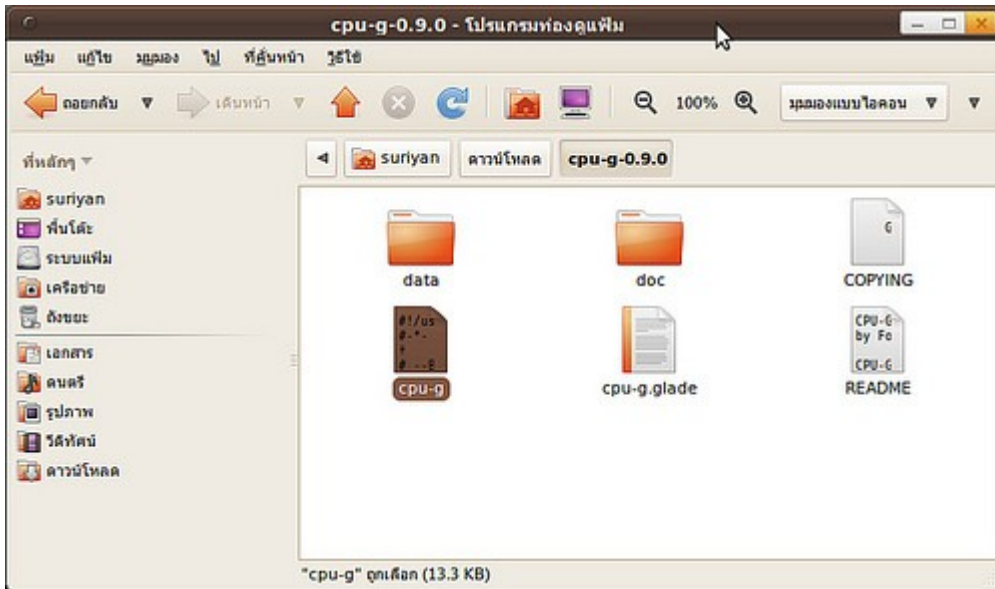 cpu-g-0.9.0 - โปรแกรมท่องดูแฟ้ม
แฟ้ม แก้ไข มุมมอง ไป ที่คั่นหน้า วิธีใช้
ถอยกลับ เดินหน้า 100% มุมมองแบบไอคอน
ที่หลักๆ suriyan ดาวน์โหลด cpu-g-0.9.0
suriyan
พื้นโต๊ะ
ระบบแฟ้ม
เครือข่าย
ถังขยะ
เอกสาร
ดนตรี
รูปภาพ
วีดิทัศน์
ดาวน์โหลด
G
data doc COPYING
#!/us
#-*-
#
#--B
CPU-G
by Fo
CPU-G
cpu-g cpu-g.glade README
"cpu-g" ถูกเลือก (13.3 KB)